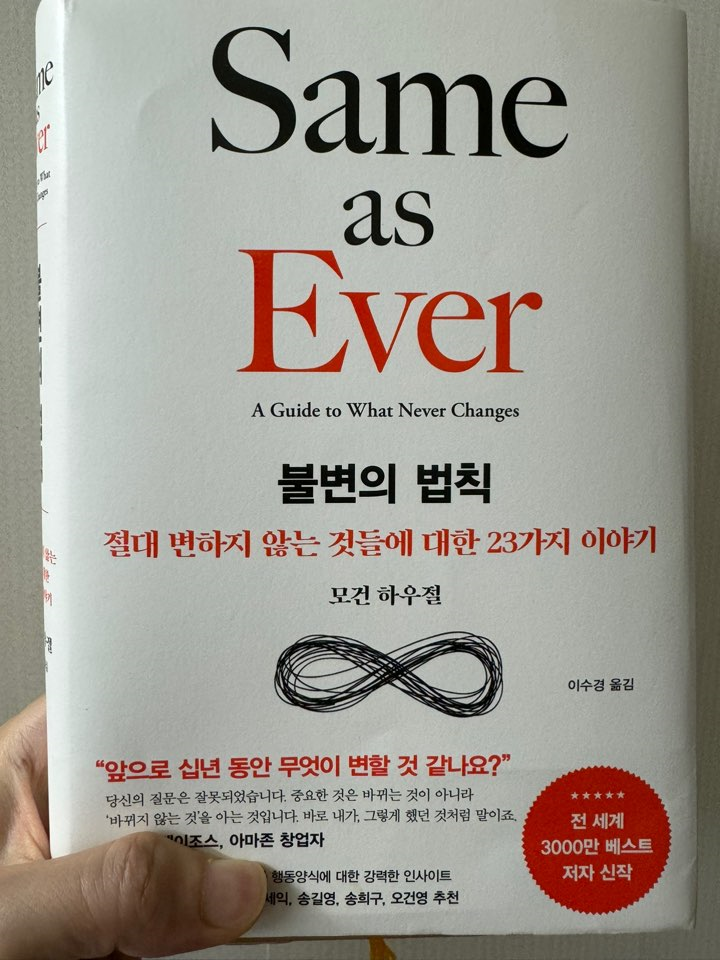 Same
as
Ever
A Guide to What Never Changes
불변의 법칙
절대 변하지 않는 것들에 대한 23가지 이야기
모건 하우절
이수경 옮김
“앞으로 십년 동안 무엇이 변할 것 같나요?”
당신의 질문은 잘못되었습니다. 중요한 것은 바뀌는 것이 아니라
‘바뀌지 않는 것’을 아는 것입니다. 바로 내가, 그렇게 했던 것처럼 말이죠.
아마존 창업자
행동양식에 대한 강력한 인사이트
송길영, 송희구, 오건영 추천
★★★★★
전 세계
3000만 베스트
저자 신작